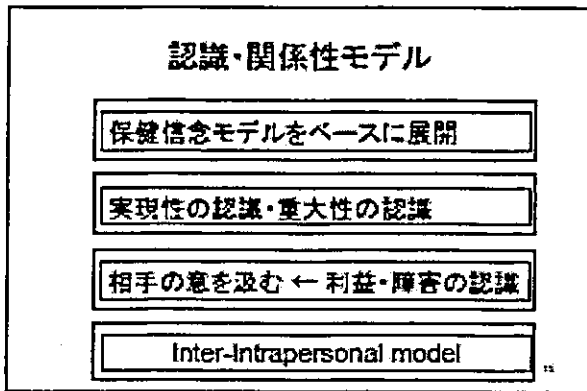 認識・関係性モデル
保健信念モデルをベースに展開
実現性の認識・重大性の認識
相手の意を汲む ← 利益・障害の認識
Inter-Intrapersonal model